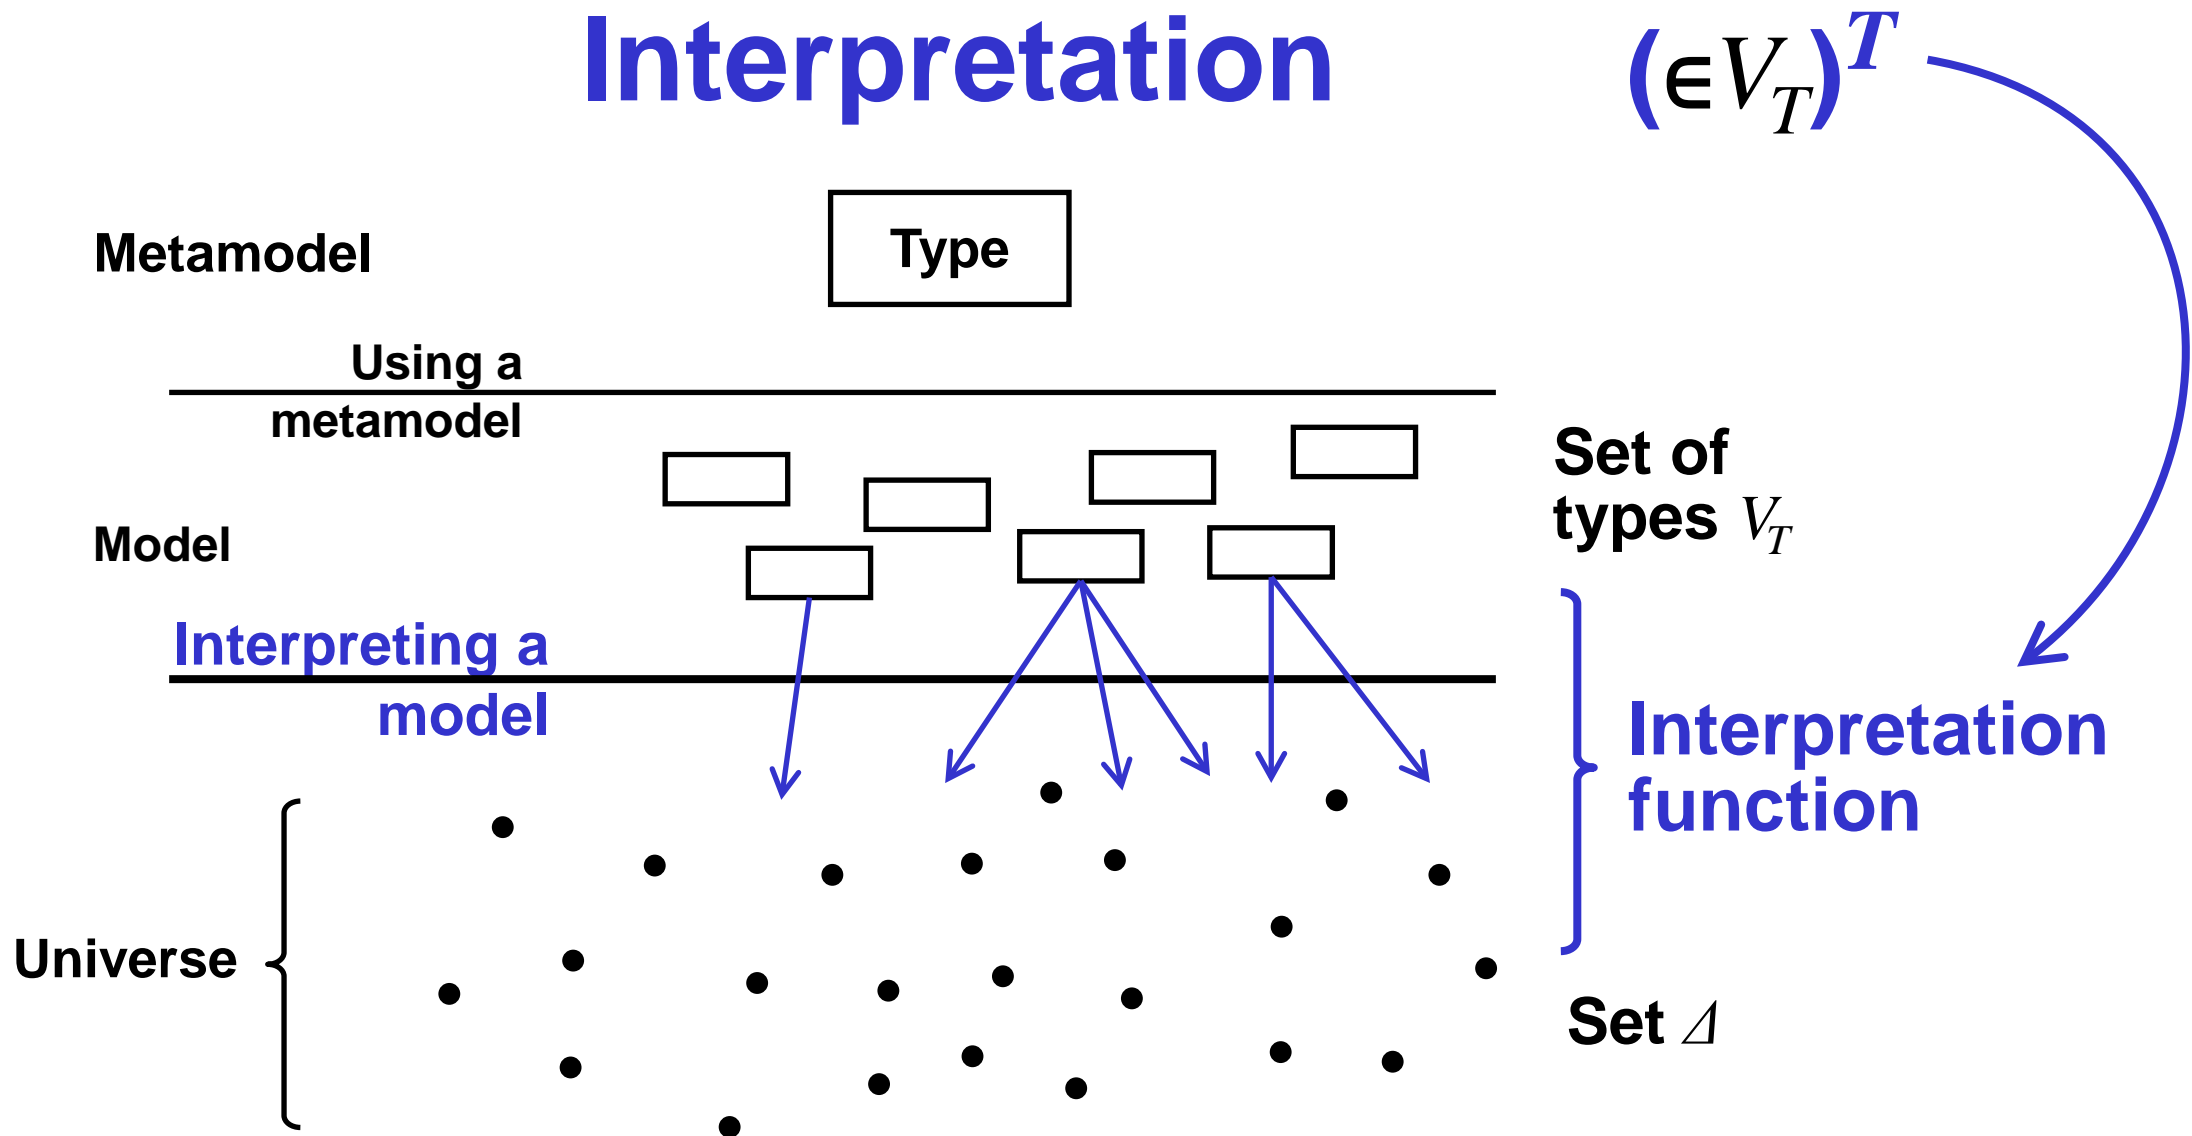 Interpretation
(∈V_T)^T
Metamodel
Type
Using a
metamodel
Set of
types V_T
Model
Interpreting a
model
Interpretation
function
Universe
Set Δ